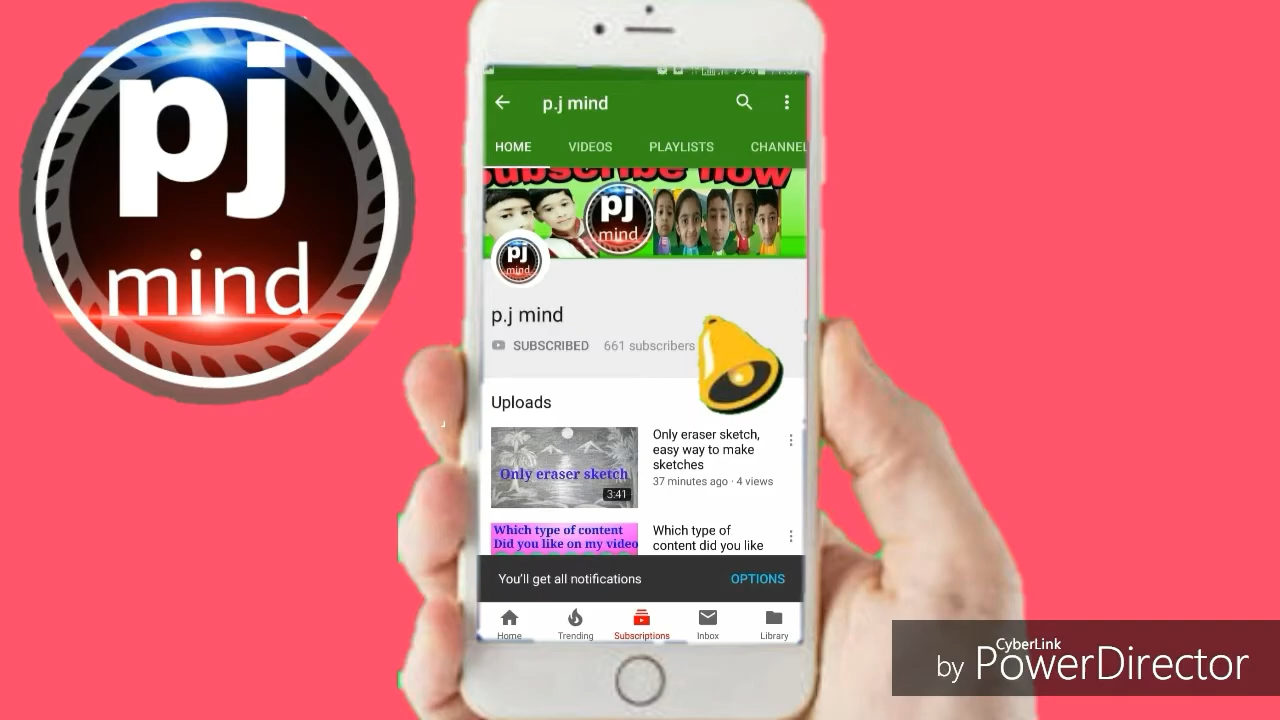 pj
mind
p.j mind
HOME VIDEOS PLAYLISTS CHANNEL
subscribe now
pj
mind
pj
mind
p.j mind
SUBSCRIBED 661 subscribers
Uploads
Only eraser sketch
3:41
Only eraser sketch,
easy way to make
sketches
37 minutes ago · 4 views
Which type of content
Did you like on my video
Which type of
content did you like
You'll get all notifications OPTIONS
Home Trending Subscriptions Inbox Library
CyberLink
by PowerDirector